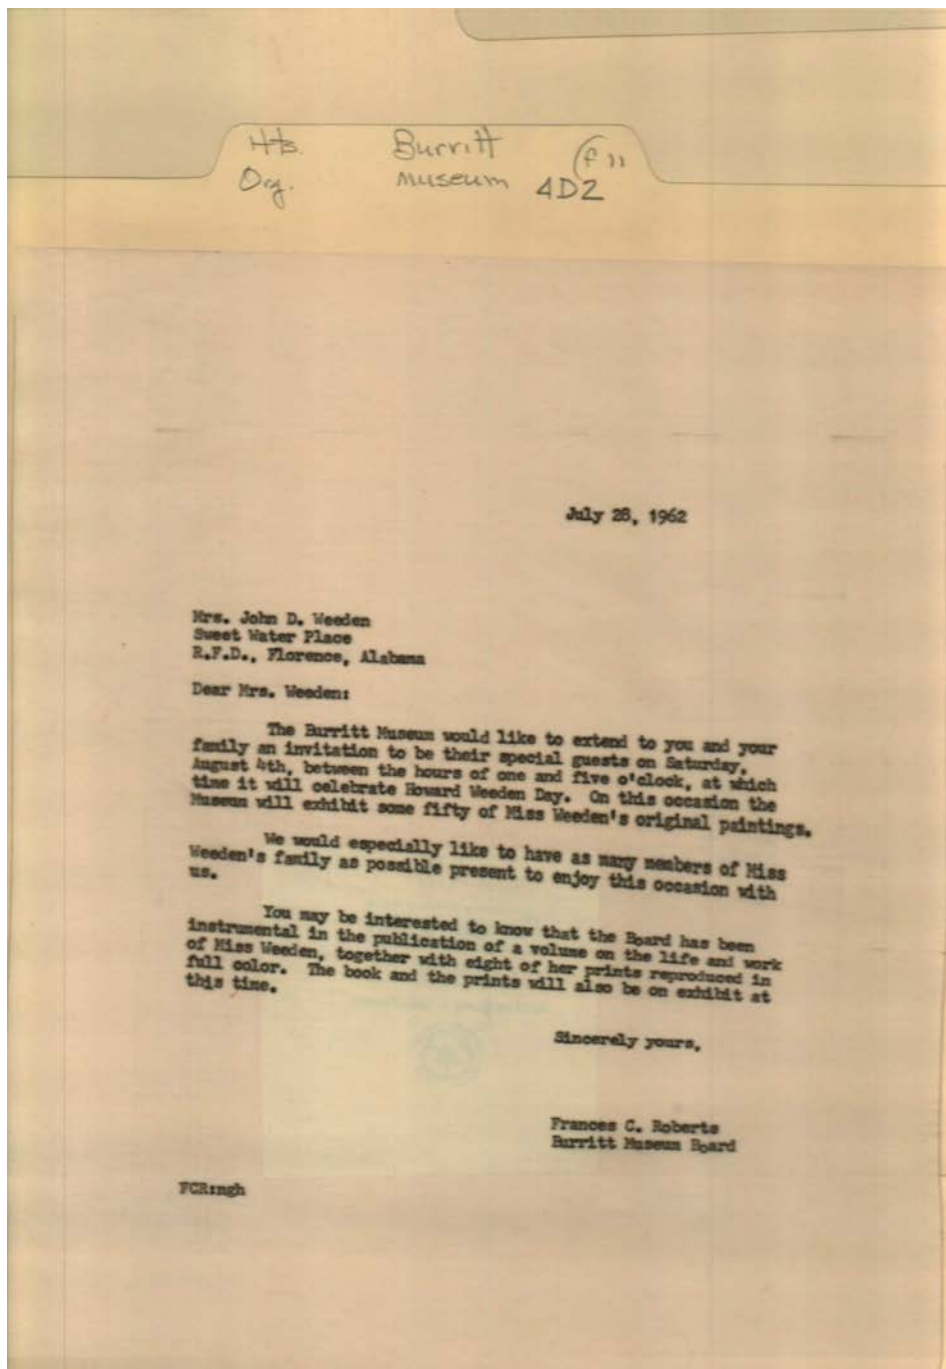 Hts. Burritt (f 11
Org. Museum 4D2
July 28, 1962
Mrs. John D. Weeden
Sweet Water Place
R.F.D., Florence, Alabama
Dear Mrs. Weeden:
The Burritt Museum would like to extend to you and your
family an invitation to be their special guests on Saturday,
August 4th, between the hours of one and five o'clock, at which
time it will celebrate Howard Weeden Day. On this occasion the
Museum will exhibit some fifty of Miss Weeden's original paintings.
We would especially like to have as many members of Miss
Weeden's family as possible present to enjoy this occasion with
us.
You may be interested to know that the Board has been
instrumental in the publication of a volume on the life and work
of Miss Weeden, together with eight of her prints reproduced in
full color. The book and the prints will also be on exhibit at
this time.
Sincerely yours,
Frances C. Roberts
Burritt Museum Board
FCR:mgh